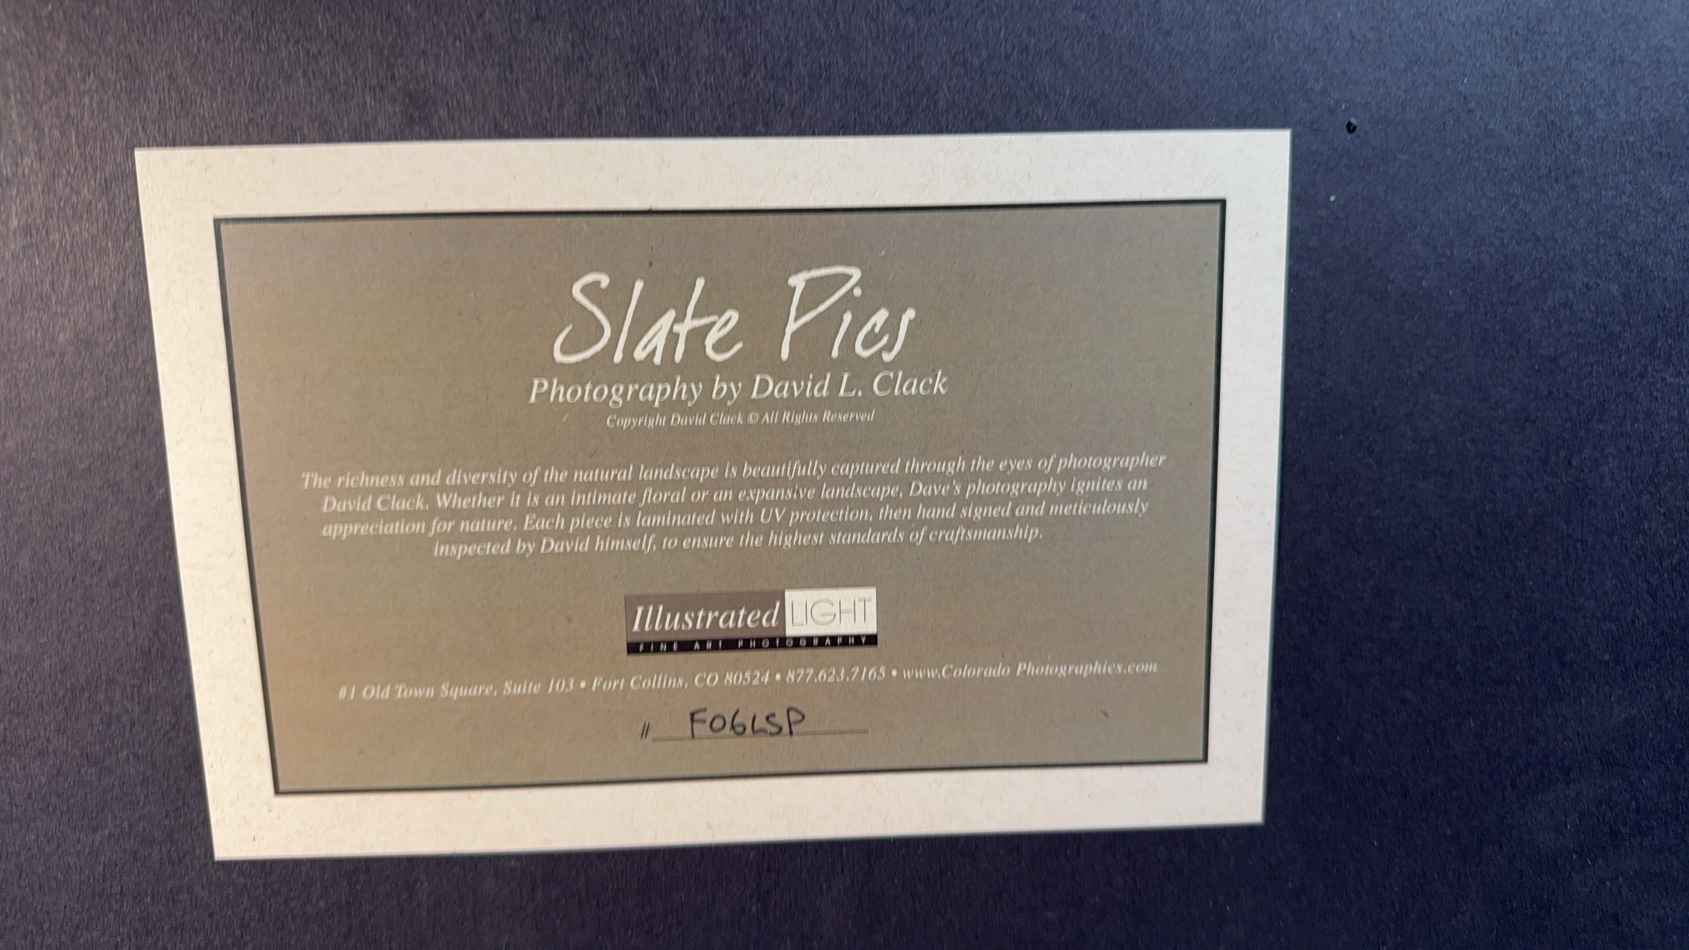 Slate Pics
Photography by David L. Clack
Copyright David Clack © All Rights Reserved
The richness and diversity of the natural landscape is beautifully captured through the eyes of photographer
David Clack. Whether it is an intimate floral or an expansive landscape, Dave's photography ignites an
appreciation for nature. Each piece is laminated with UV protection, then hand signed and meticulously
inspected by David himself, to ensure the highest standards of craftsmanship.
Illustrated LIGHT
FINE ART PHOTOGRAPHY
#1 Old Town Square, Suite 103 • Fort Collins, CO 80524 • 877.623.7165 • www.Colorado Photographics.com
# F06LSP